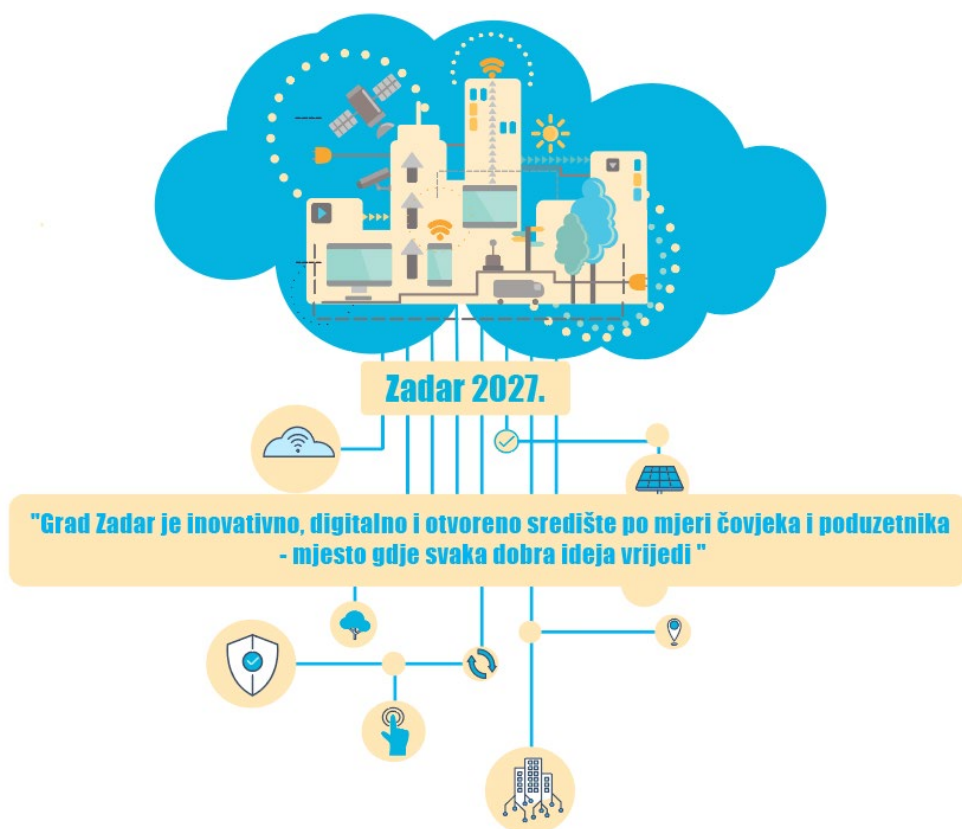 Zadar 2027.
"Grad Zadar je inovativno, digitalno i otvoreno središte po mjeri čovjeka i poduzetnika
- mjesto gdje svaka dobra ideja vrijedi "